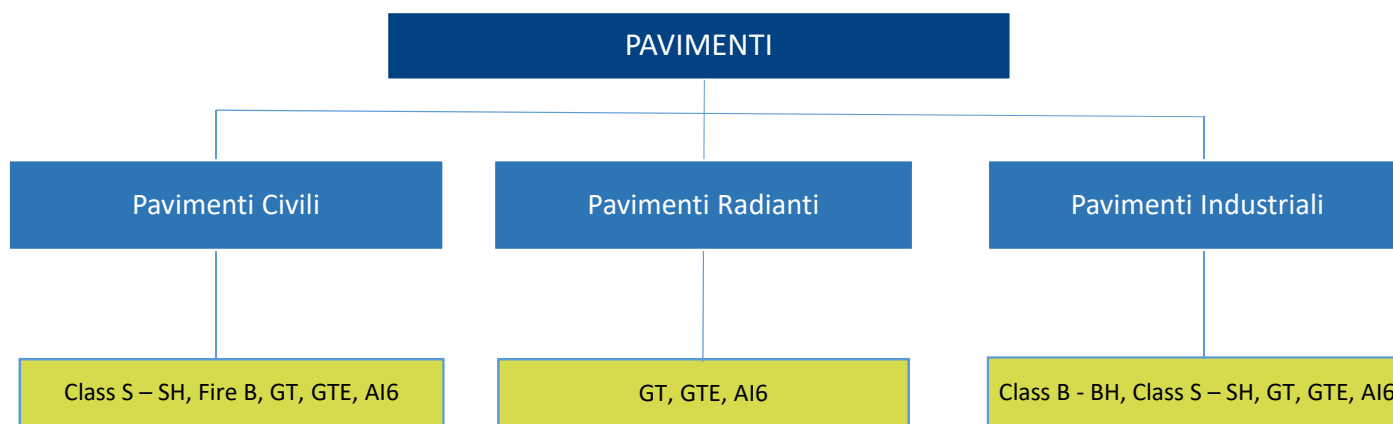 PAVIMENTI
Pavimenti Civili
Pavimenti Radianti
Pavimenti Industriali
Class S – SH, Fire B, GT, GTE, AI6
GT, GTE, AI6
Class B - BH, Class S – SH, GT, GTE, AI6